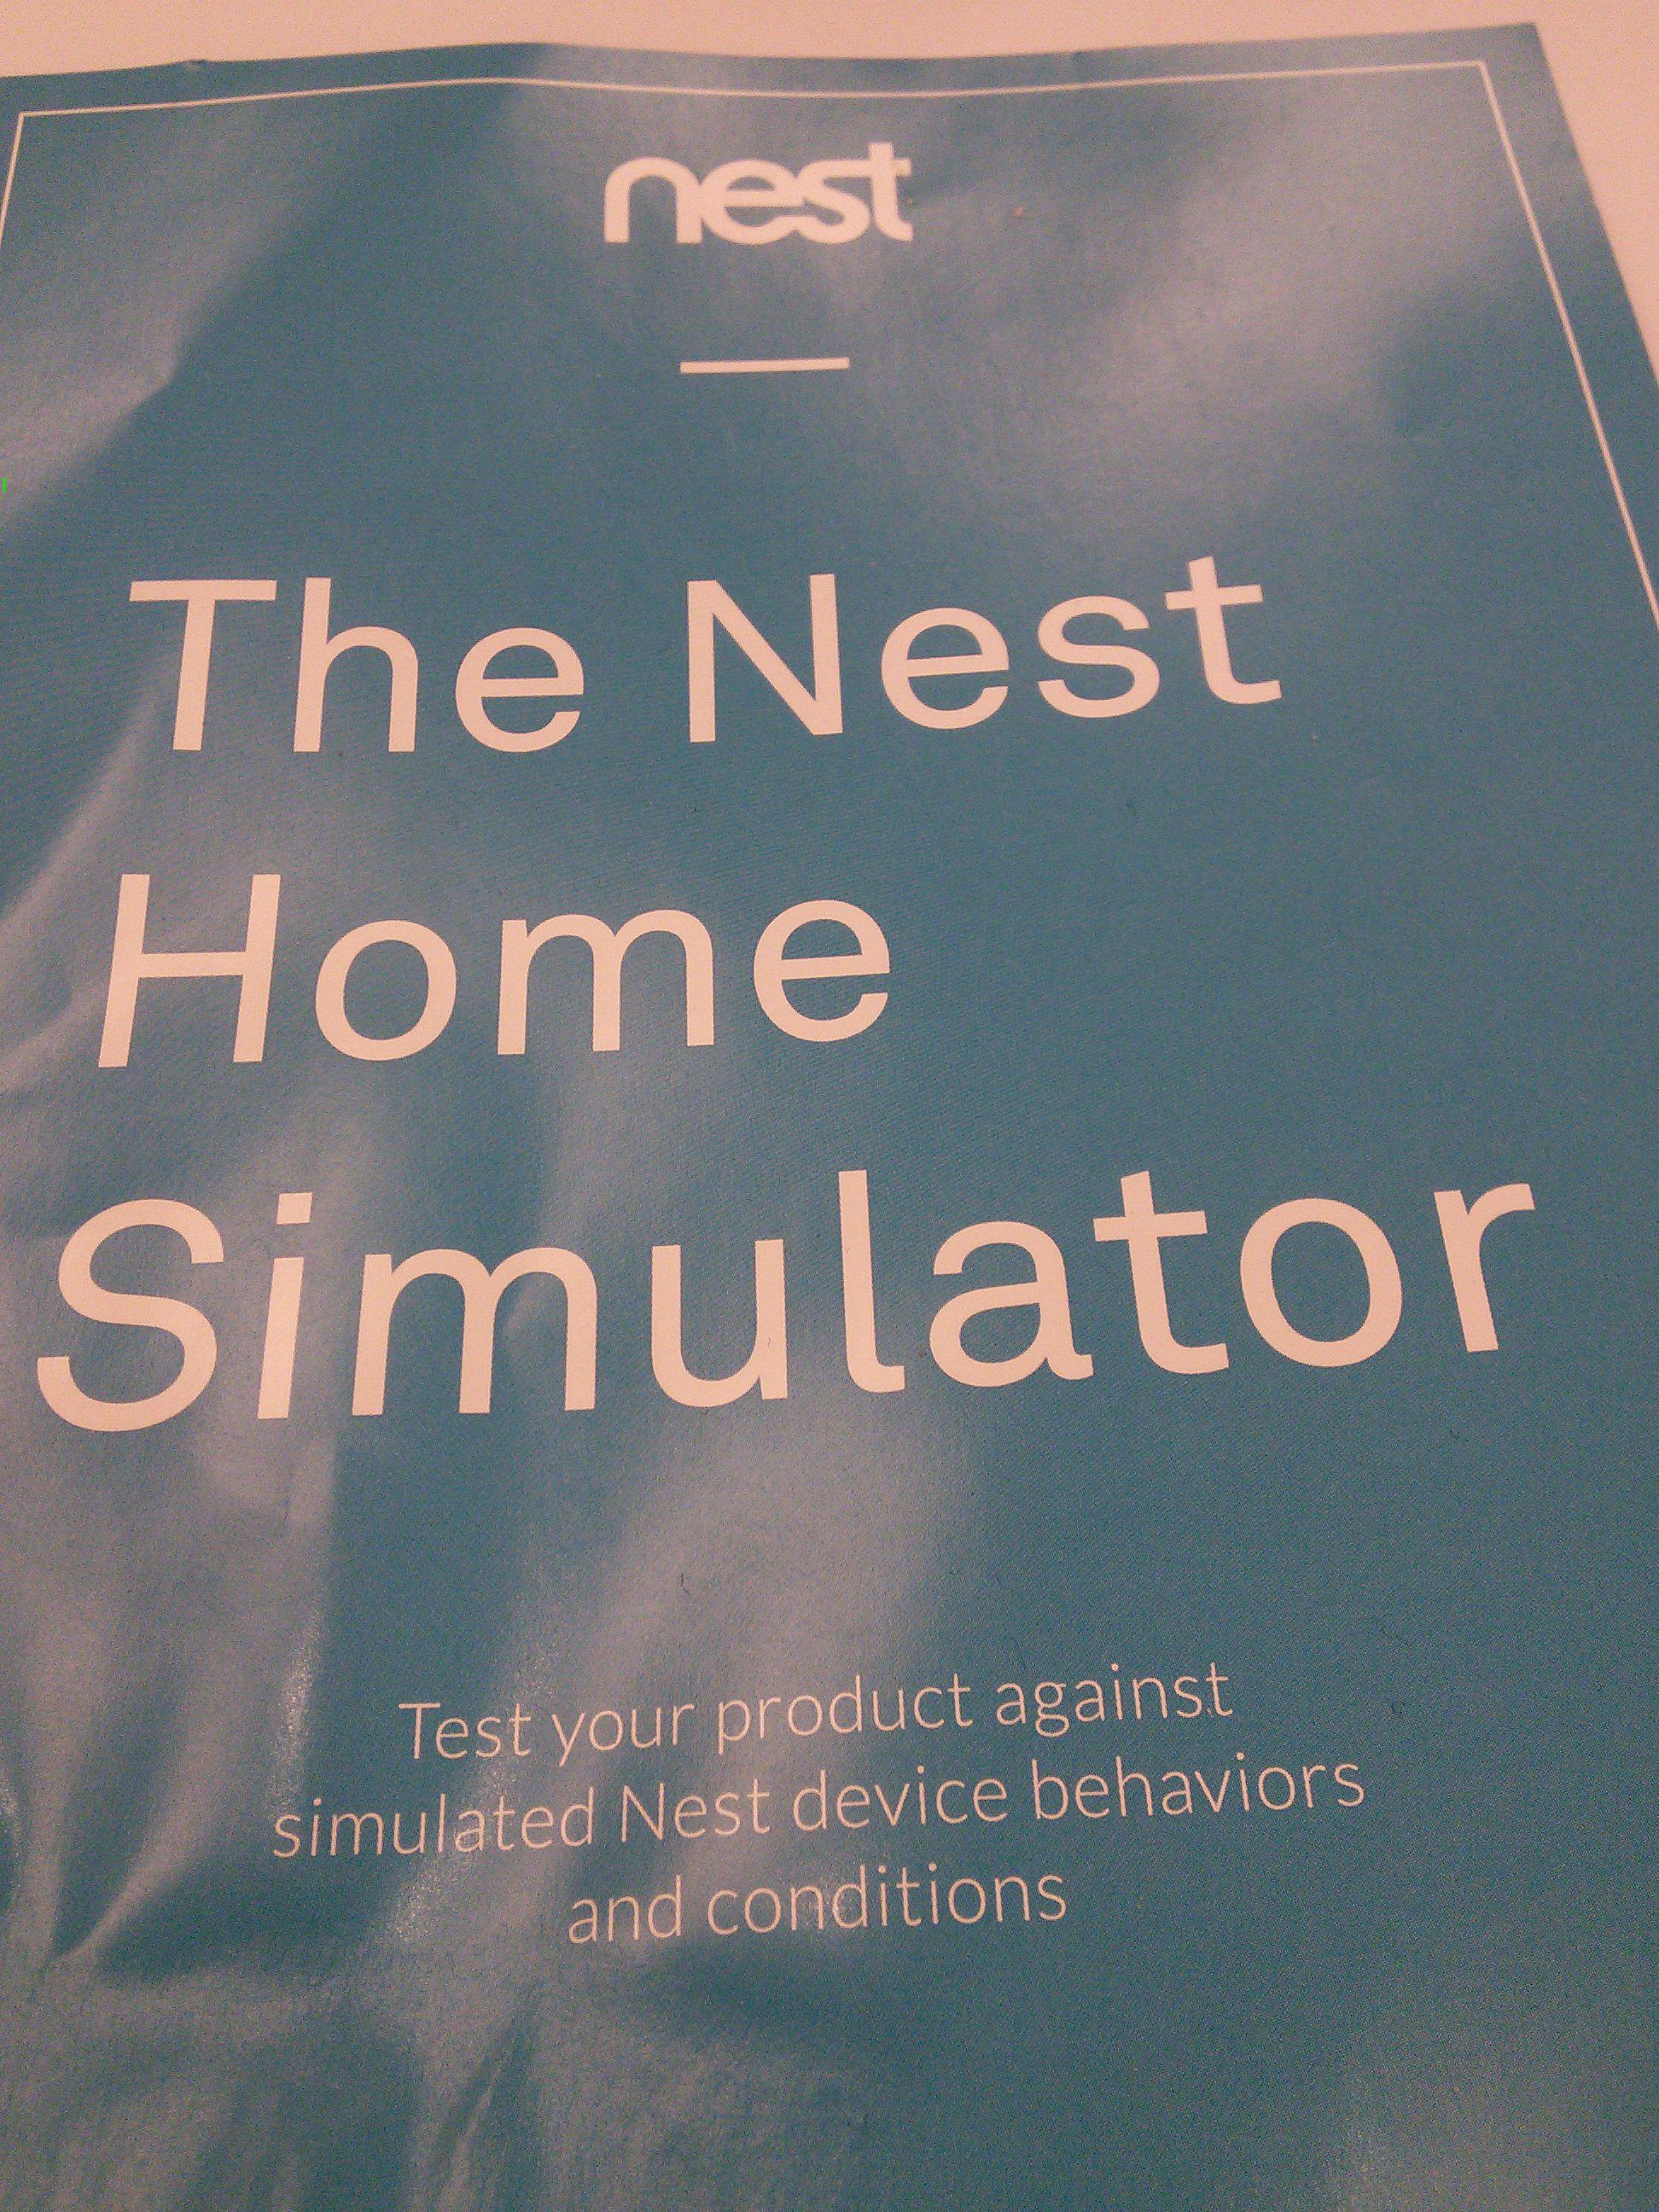 nest
The Nest
Home
Simulator
Test your product against
simulated Nest device behaviors
and conditions